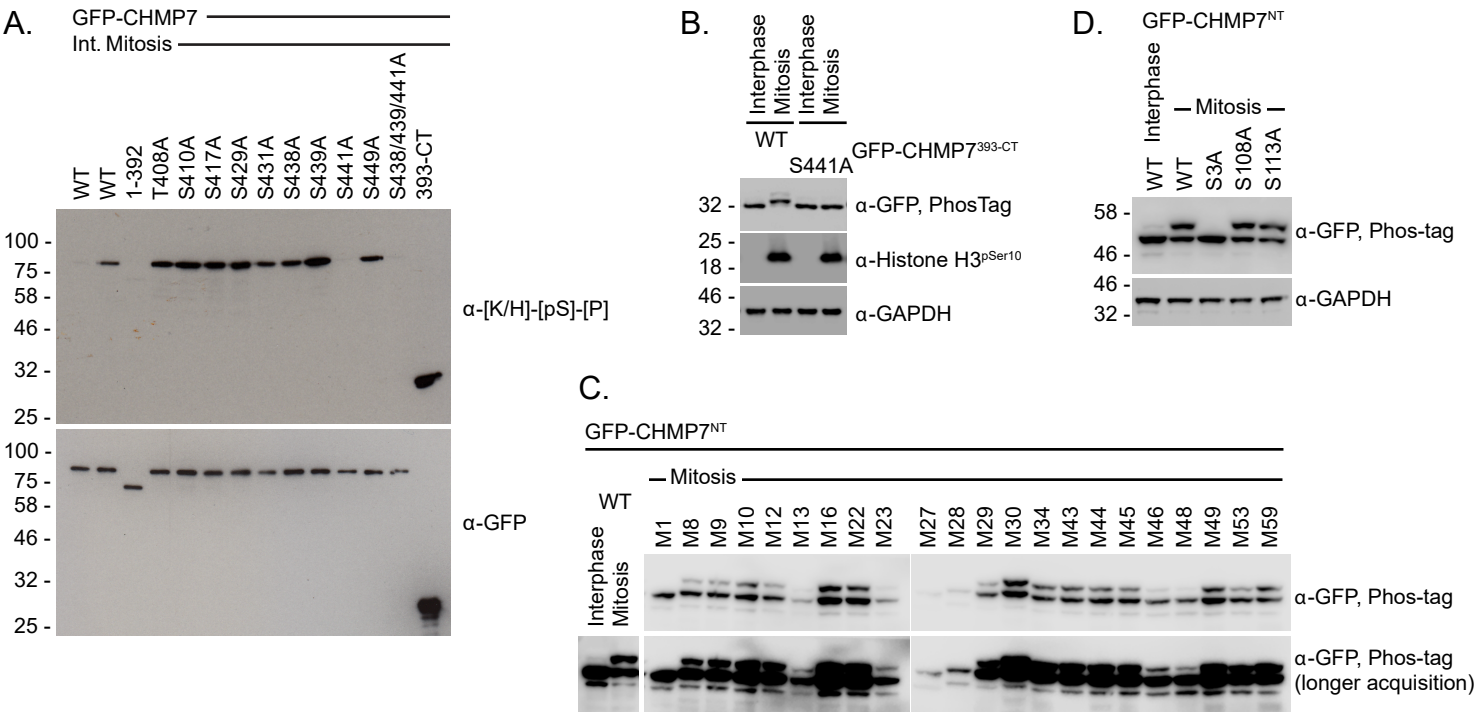 A.
GFP-CHMP7
Int. Mitosis
WT
WT
1-392
T408A
S410A
S417A
S429A
S431A
S438A
S439A
S441A
S449A
S438/439/441A
393-CT
100 -
75 -
58 -
46 -
32 -
25 -
α-[K/H]-[pS]-[P]
100 -
75 -
58 -
46 -
32 -
25 -
α-GFP
B.
Interphase
Mitosis
Interphase
Mitosis
WT
S441A
GFP-CHMP7393-CT
32 -
α-GFP, PhosTag
25 -
18 -
α-Histone H3pSer10
46 -
32 -
α-GAPDH
D.
GFP-CHMP7NT
Interphase
Mitosis
WT
WT
S3A
S108A
S113A
58 -
46 -
α-GFP, Phos-tag
46 -
32 -
α-GAPDH
C.
GFP-CHMP7NT
Mitosis
WT
Interphase
Mitosis
M1
M8
M9
M10
M12
M13
M16
M22
M23
M27
M28
M29
M30
M34
M43
M44
M45
M46
M48
M49
M53
M59
α-GFP, Phos-tag
α-GFP, Phos-tag
(longer acquisition)